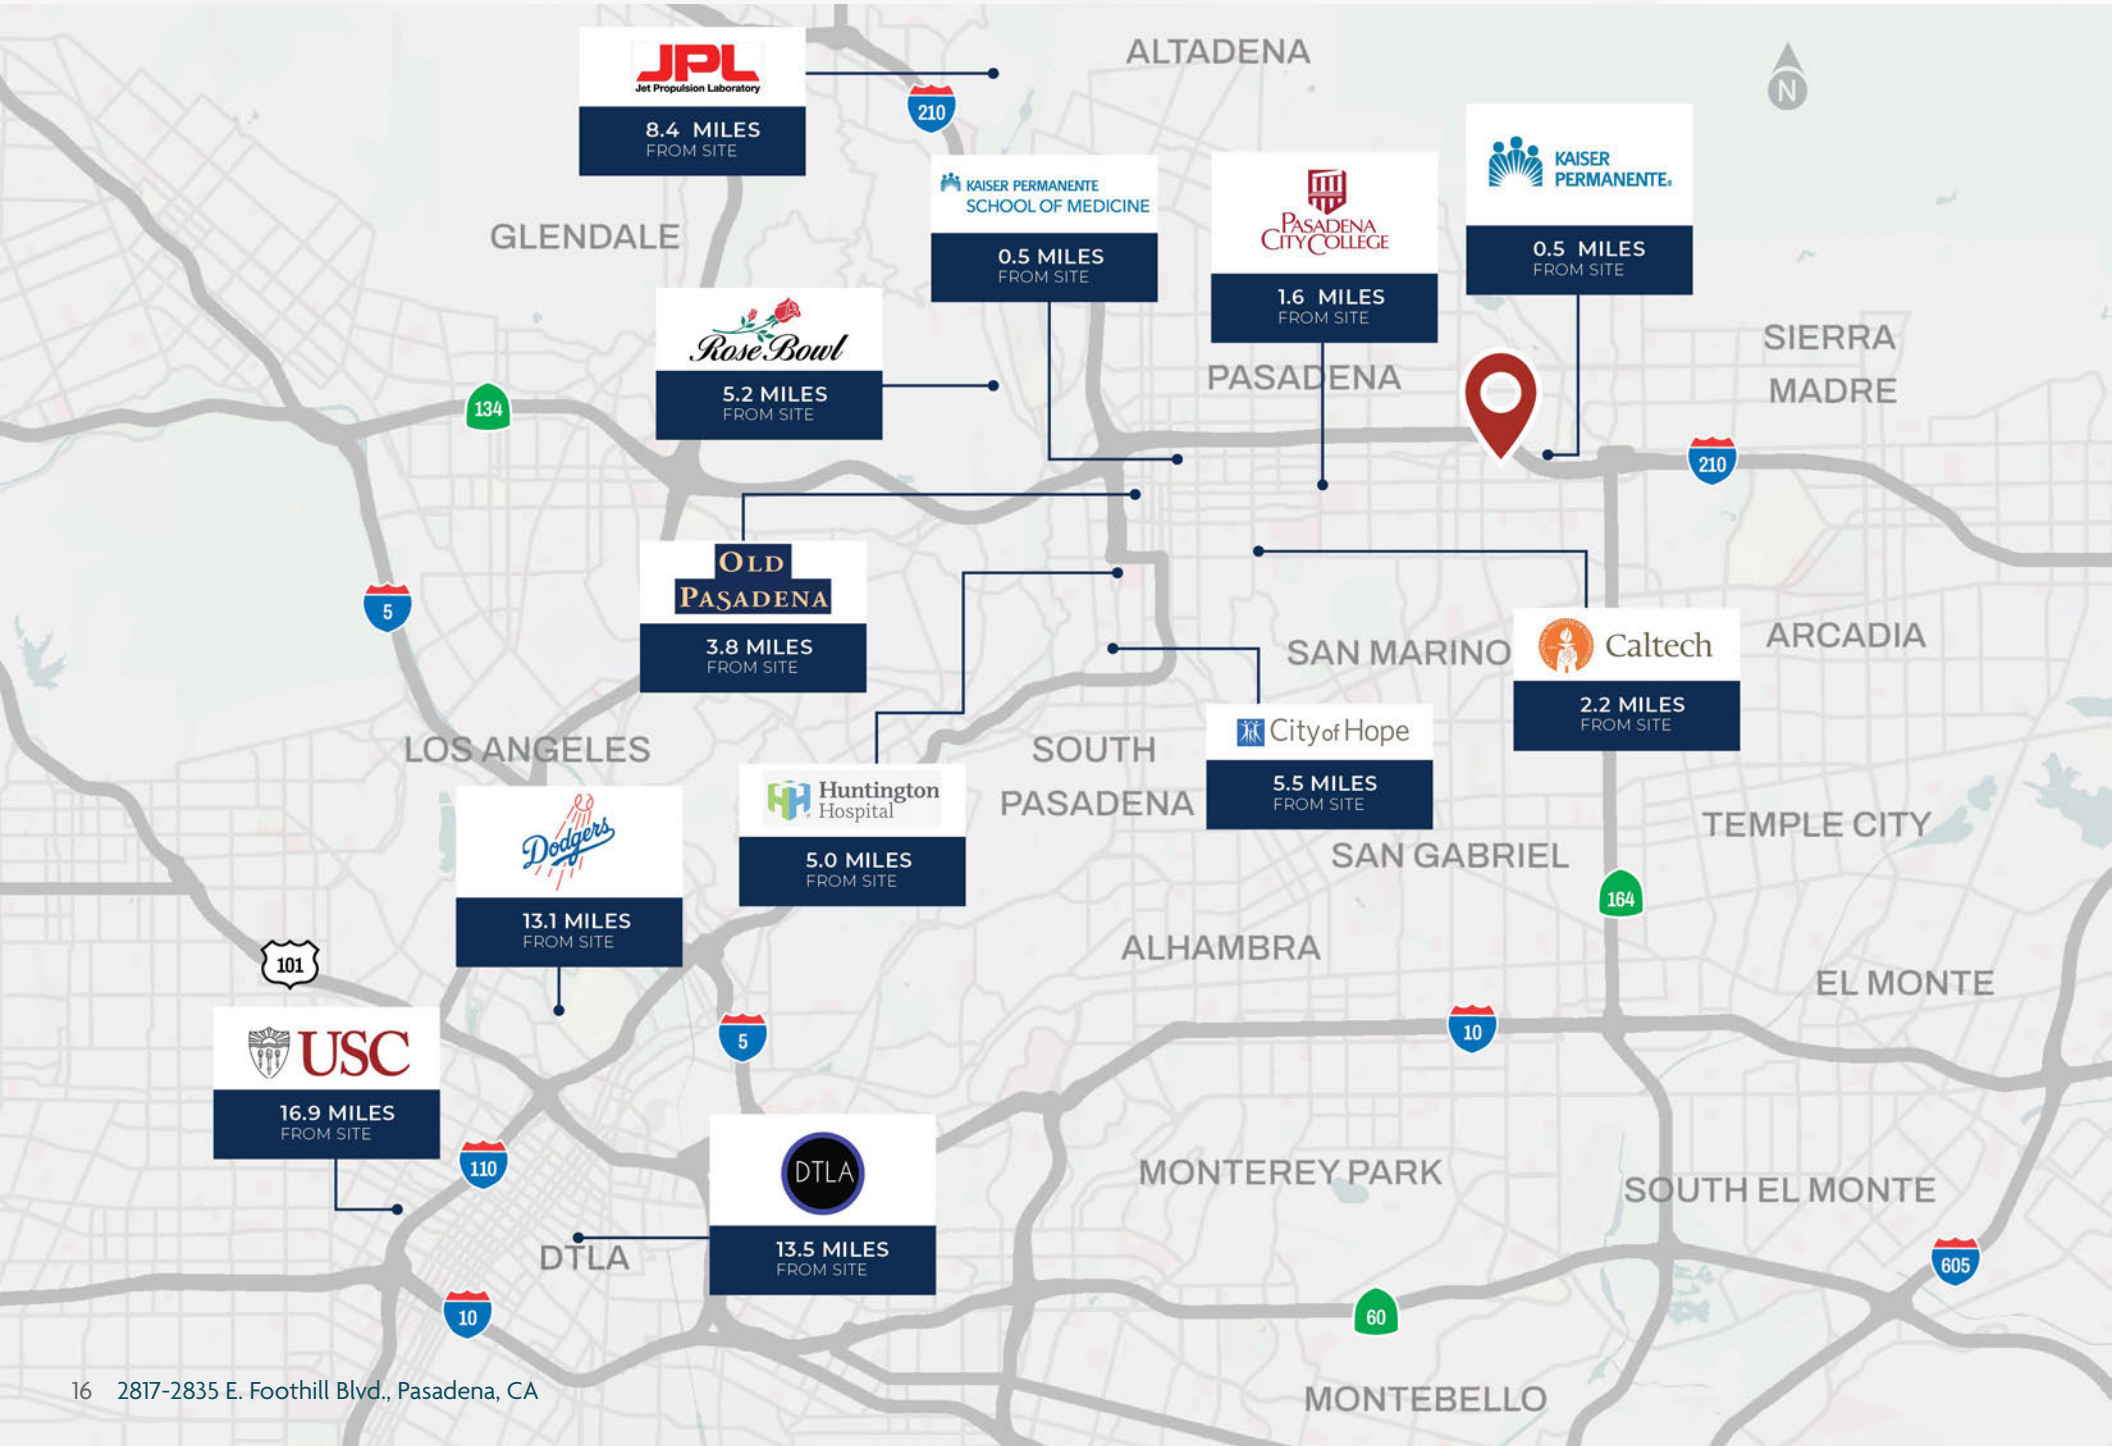 JPL
Jet Propulsion Laboratory
8.4 MILES
FROM SITE
210
ALTADENA
N
KAISER PERMANENTE
SCHOOL OF MEDICINE
0.5 MILES
FROM SITE
PASADENA
CITY COLLEGE
1.6 MILES
FROM SITE
KAISER
PERMANENTE®
0.5 MILES
FROM SITE
GLENDALE
Rose Bowl
5.2 MILES
FROM SITE
PASADENA
SIERRA
MADRE
134
210
OLD
PASADENA
3.8 MILES
FROM SITE
5
SAN MARINO
Caltech
2.2 MILES
FROM SITE
ARCADIA
LOS ANGELES
SOUTH
PASADENA
City of Hope
5.5 MILES
FROM SITE
Huntington
Hospital
5.0 MILES
FROM SITE
Dodgers
13.1 MILES
FROM SITE
TEMPLE CITY
SAN GABRIEL
164
ALHAMBRA
101
EL MONTE
5
10
USC
16.9 MILES
FROM SITE
110
DTLA
13.5 MILES
FROM SITE
MONTEREY PARK
SOUTH EL MONTE
DTLA
605
10
60
MONTEBELLO
16 2817-2835 E. Foothill Blvd., Pasadena, CA